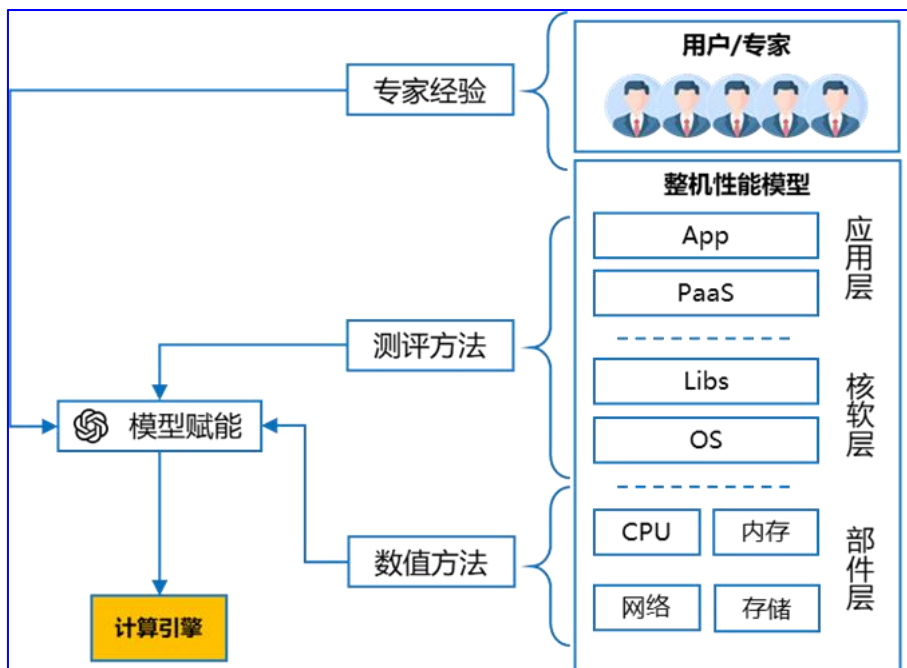 用户/专家
专家经验
整机性能模型
App
PaaS
应用层
测评方法
Libs
OS
核软层
模型赋能
CPU
内存
数值方法
网络
存储
部件层
计算引擎